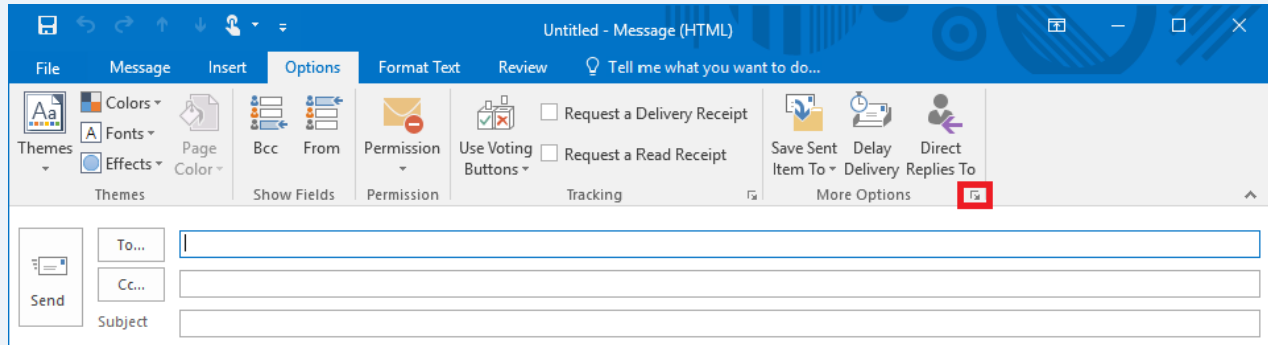 Untitled - Message (HTML)
File Message Insert Options Format Text Review Tell me what you want to do...
Aa
Themes
Colors
A Fonts
Effects
Page
Color
Themes
Bcc From
Show Fields
Permission
Permission
Use Voting
Buttons
Request a Delivery Receipt
Request a Read Receipt
Tracking
Save Sent
Item To
Delay
Delivery
Direct
Replies To
More Options
Send
To...
Cc...
Subject